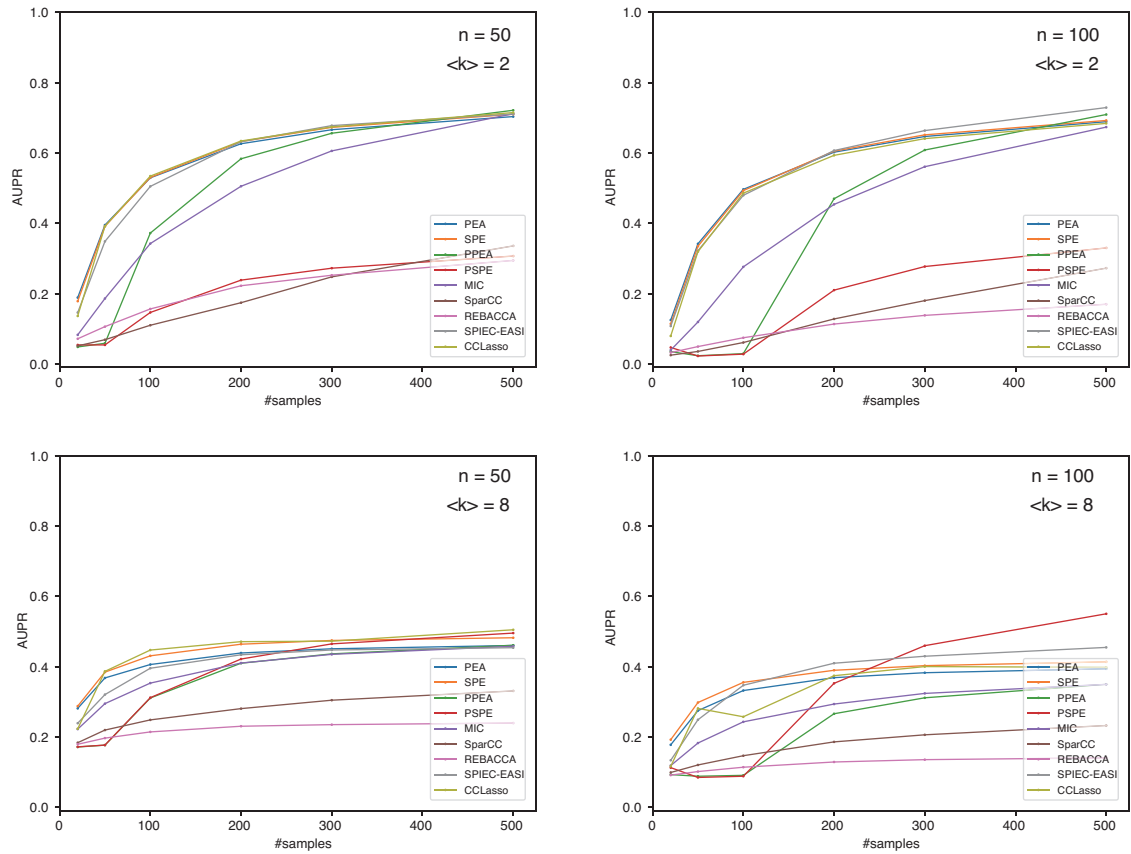 1.0
n = 50
<k> = 2
0.8
0.6
AUPR
0.4
0.2
0.0
PEA
SPE
PPEA
PSPE
MIC
SparCC
REBACCA
SPIEC-EASI
CCLasso
0
100
200
300
400
500
#samples
1.0
n = 100
<k> = 2
0.8
0.6
AUPR
0.4
0.2
0.0
PEA
SPE
PPEA
PSPE
MIC
SparCC
REBACCA
SPIEC-EASI
CCLasso
0
100
200
300
400
500
#samples
1.0
n = 50
<k> = 8
0.8
0.6
AUPR
0.4
0.2
0.0
PEA
SPE
PPEA
PSPE
MIC
SparCC
REBACCA
SPIEC-EASI
CCLasso
0
100
200
300
400
500
#samples
1.0
n = 100
<k> = 8
0.8
0.6
AUPR
0.4
0.2
0.0
PEA
SPE
PPEA
PSPE
MIC
SparCC
REBACCA
SPIEC-EASI
CCLasso
0
100
200
300
400
500
#samples